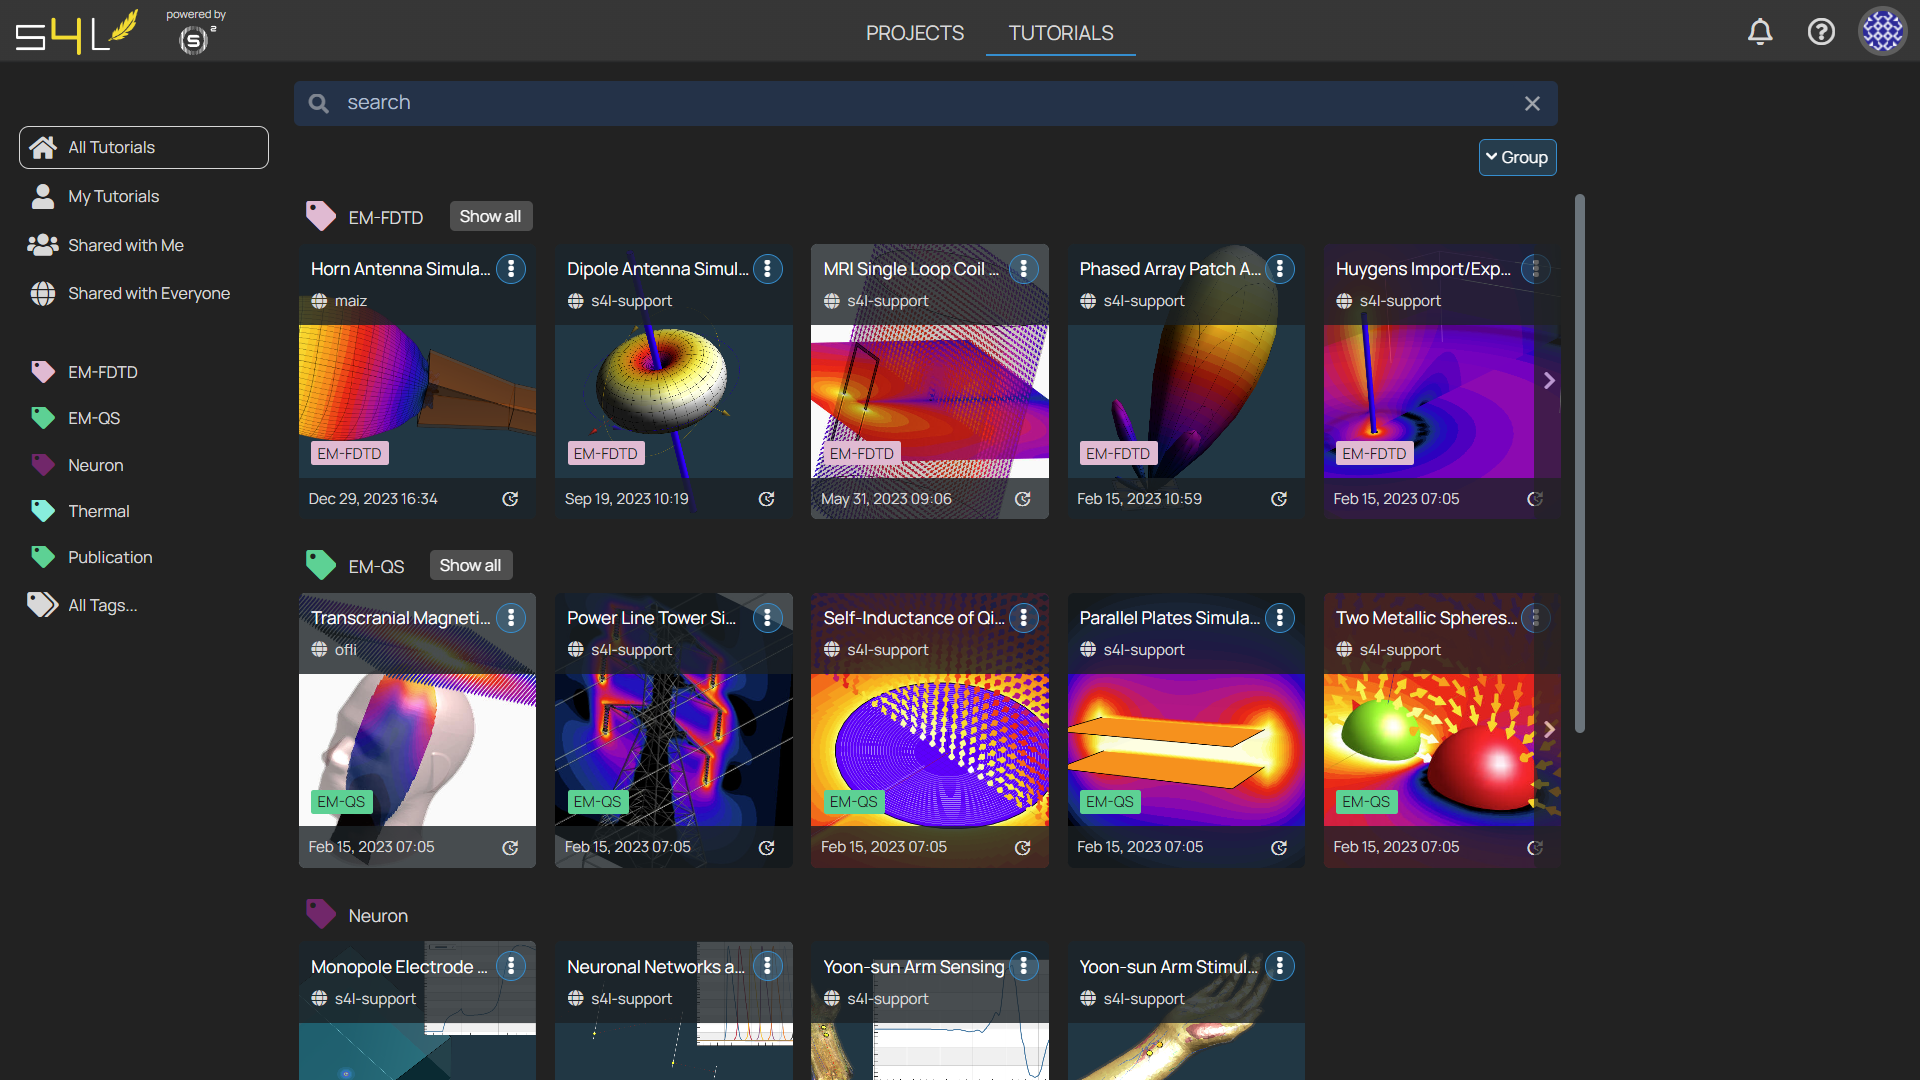 S4L
powered by
S 2
PROJECTS
TUTORIALS
search
Group
All Tutorials
My Tutorials
Shared with Me
Shared with Everyone
EM-FDTD
EM-QS
Neuron
Thermal
Publication
All Tags...
EM-FDTD
Show all
Horn Antenna Simula...
maiz
EM-FDTD
Dec 29, 2023 16:34
Dipole Antenna Simul...
s4l-support
EM-FDTD
Sep 19, 2023 10:19
MRI Single Loop Coil ...
s4l-support
EM-FDTD
May 31, 2023 09:06
Phased Array Patch A...
s4l-support
EM-FDTD
Feb 15, 2023 10:59
Huygens Import/Exp...
s4l-support
EM-FDTD
Feb 15, 2023 07:05
EM-QS
Show all
Transcranial Magneti...
ofli
EM-QS
Feb 15, 2023 07:05
Power Line Tower Si...
s4l-support
EM-QS
Feb 15, 2023 07:05
Self-Inductance of Qi...
s4l-support
EM-QS
Feb 15, 2023 07:05
Parallel Plates Simula...
s4l-support
EM-QS
Feb 15, 2023 07:05
Two Metallic Spheres...
s4l-support
EM-QS
Feb 15, 2023 07:05
Neuron
Monopole Electrode ...
s4l-support
Neuronal Networks a...
s4l-support
Yoon-sun Arm Sensing
s4l-support
Yoon-sun Arm Stimul...
s4l-support